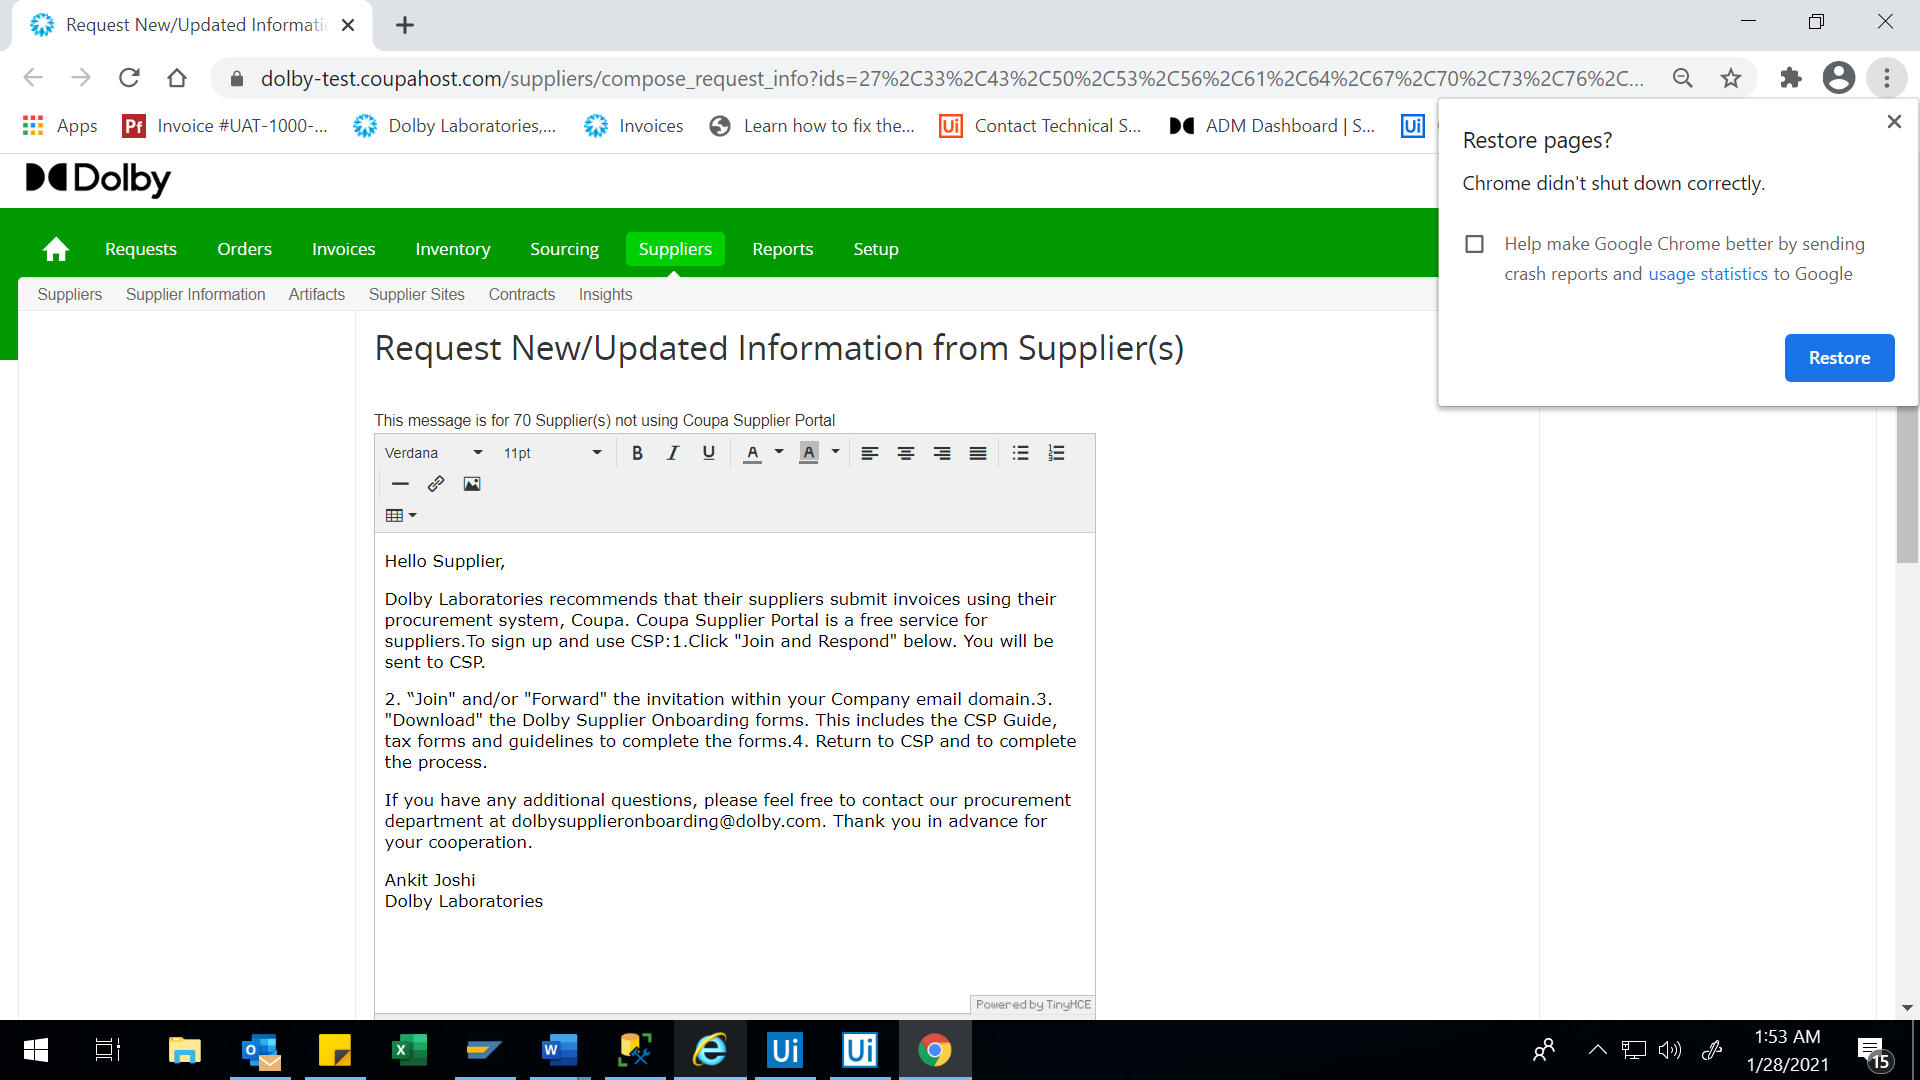 Request New/Updated Informati
dolby-test.coupahost.com/suppliers/compose_request_info?ids=27%2C33%2C43%2C50%2C53%2C56%2C61%2C64%2C67%2C70%2C73%2C76%2C...
Apps
Pf
Invoice #UAT-1000-...
Dolby Laboratories,...
Invoices
Learn how to fix the...
Ui
Contact Technical S...
ADM Dashboard | S...
Ui
Restore pages?
Chrome didn't shut down correctly.
Help make Google Chrome better by sending
crash reports and usage statistics to Google
Restore
Dolby
Requests
Orders
Invoices
Inventory
Sourcing
Suppliers
Reports
Setup
Suppliers
Supplier Information
Artifacts
Supplier Sites
Contracts
Insights
Request New/Updated Information from Supplier(s)
This message is for 70 Supplier(s) not using Coupa Supplier Portal
Verdana
11pt
B
I
U
A
A
Hello Supplier,
Dolby Laboratories recommends that their suppliers submit invoices using their
procurement system, Coupa. Coupa Supplier Portal is a free service for
suppliers.To sign up and use CSP:1.Click "Join and Respond" below. You will be
sent to CSP.
2. “Join" and/or "Forward" the invitation within your Company email domain.3.
"Download" the Dolby Supplier Onboarding forms. This includes the CSP Guide,
tax forms and guidelines to complete the forms.4. Return to CSP and to complete
the process.
If you have any additional questions, please feel free to contact our procurement
department at dolbysupplieronboarding@dolby.com. Thank you in advance for
your cooperation.
Ankit Joshi
Dolby Laboratories
Powered by TinyMCE
Ui
Ui
1:53 AM
1/28/2021
15